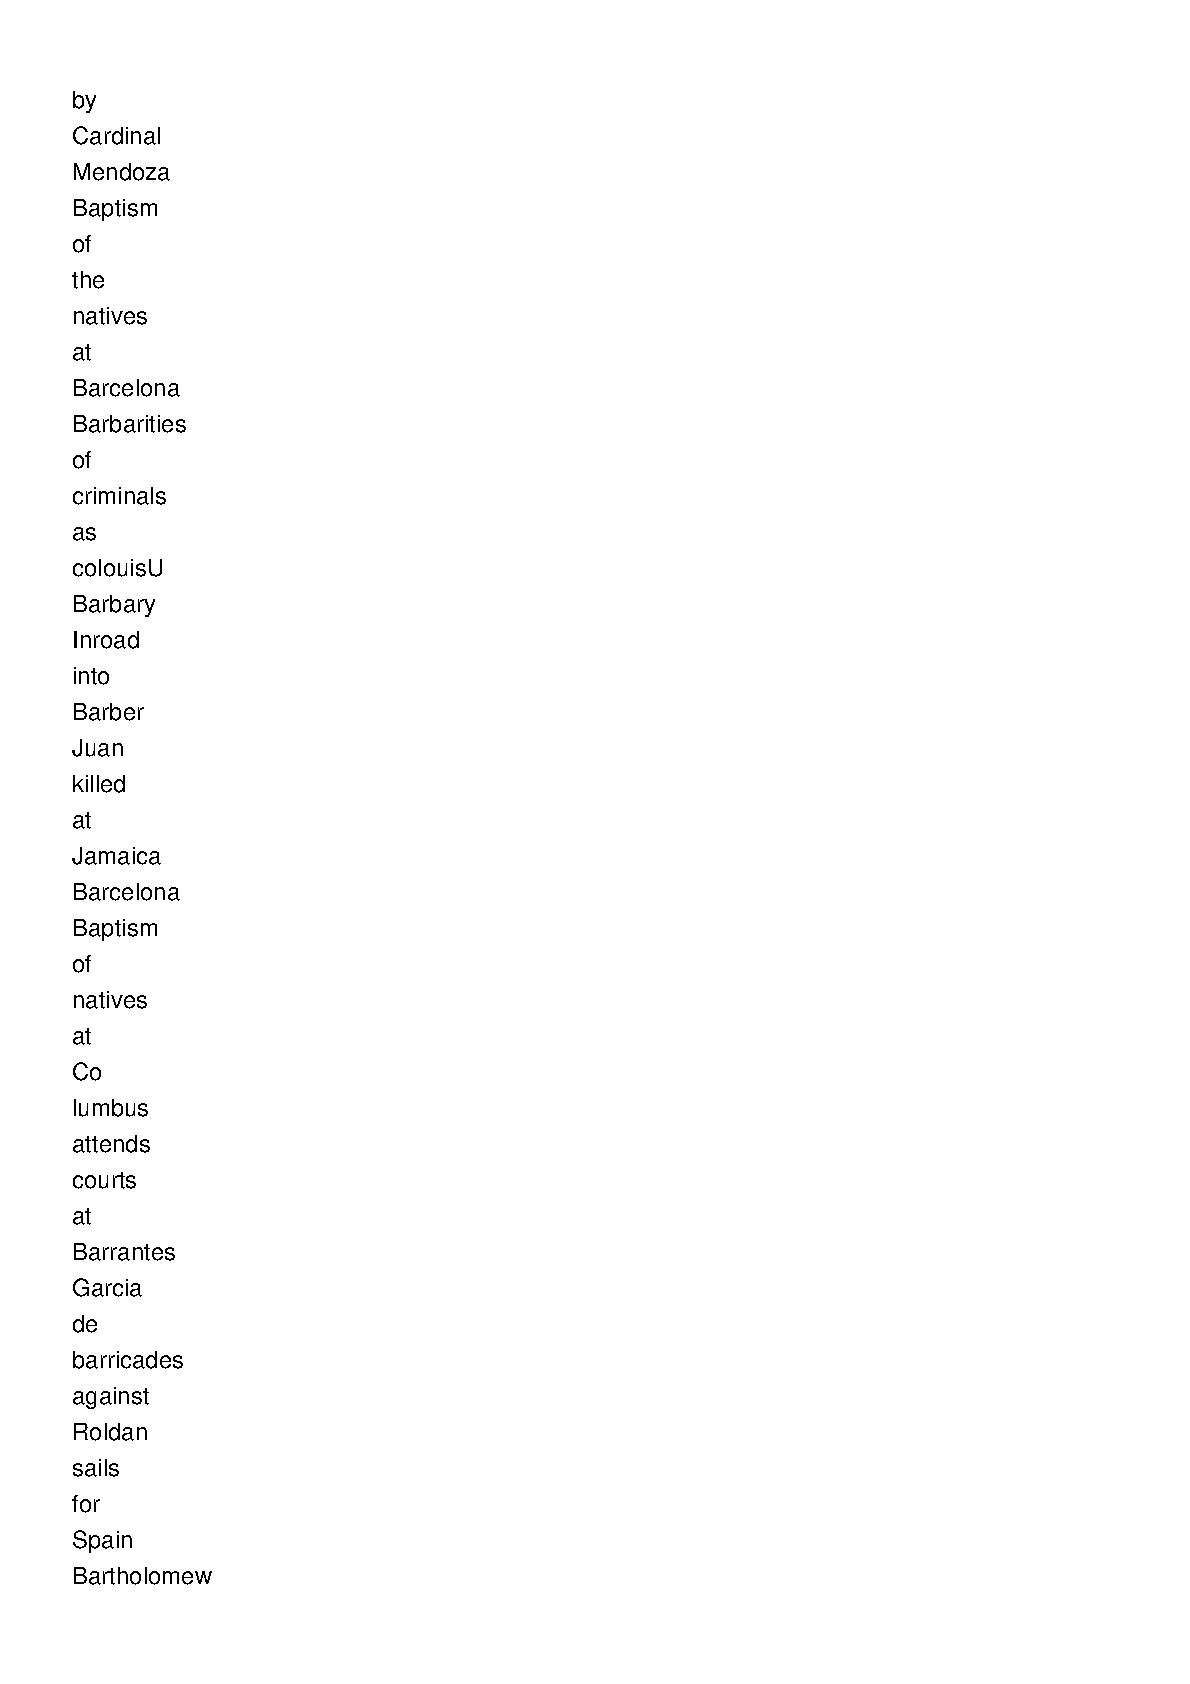 by
Cardinal
Mendoza
Baptism
of
the
natives
at
Barcelona
Barbarities
of
criminals
as
colouisU
Barbary
Inroad
into
Barber
Juan
killed
at
Jamaica
Barcelona
Baptism
of
natives
at
Co
lumbus
attends
courts
at
Barrantes
Garcia
de
barricades
against
Roldan
sails
for
Spain
Bartholomew